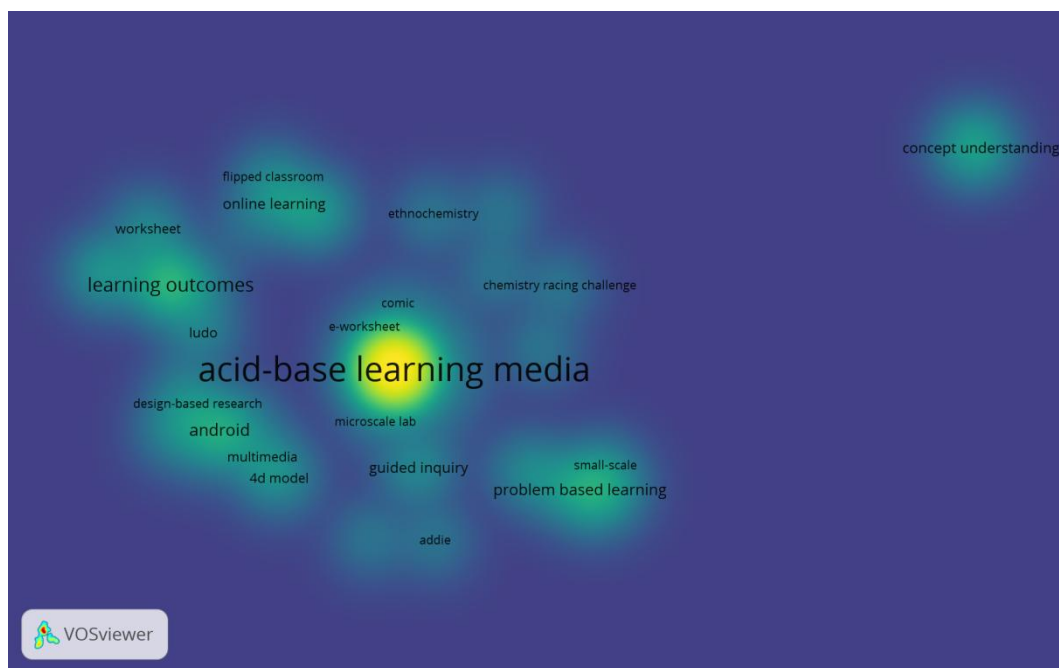 concept understanding
flipped classroom
online learning
ethnochemistry
worksheet
learning outcomes
chemistry racing challenge
comic
e-worksheet
ludo
acid-base learning media
design-based research
android
microscale lab
multimedia
4d model
guided inquiry
small-scale
problem based learning
addie
VOSviewer